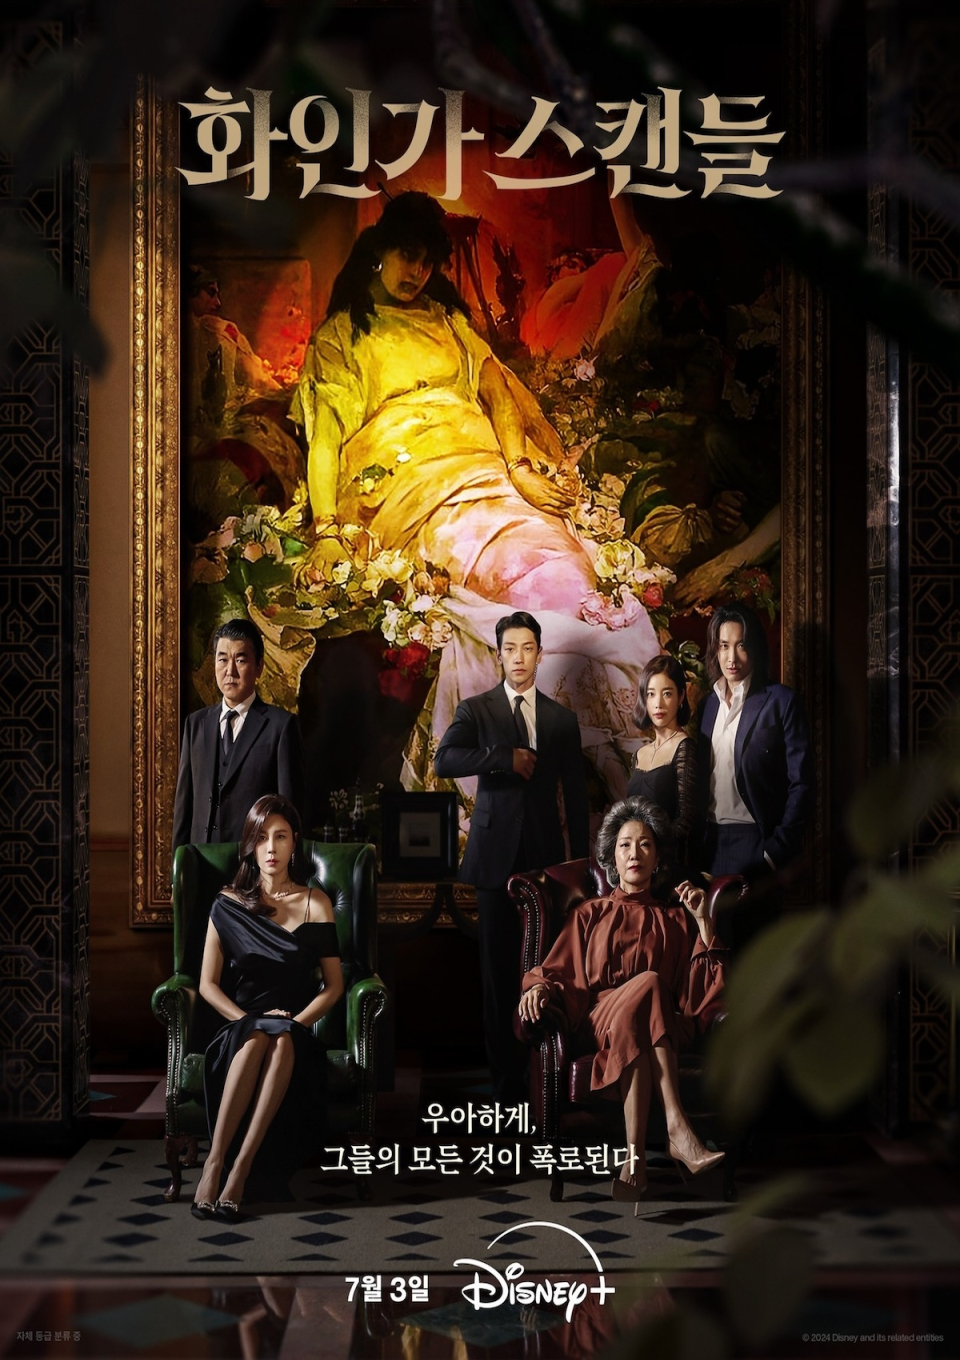 화인가 스캔들
우아하게,
그들의 모든 것이 폭로된다
7월 3일 Disney+
자체 등급 분류 중
© 2024 Disney and its related entities